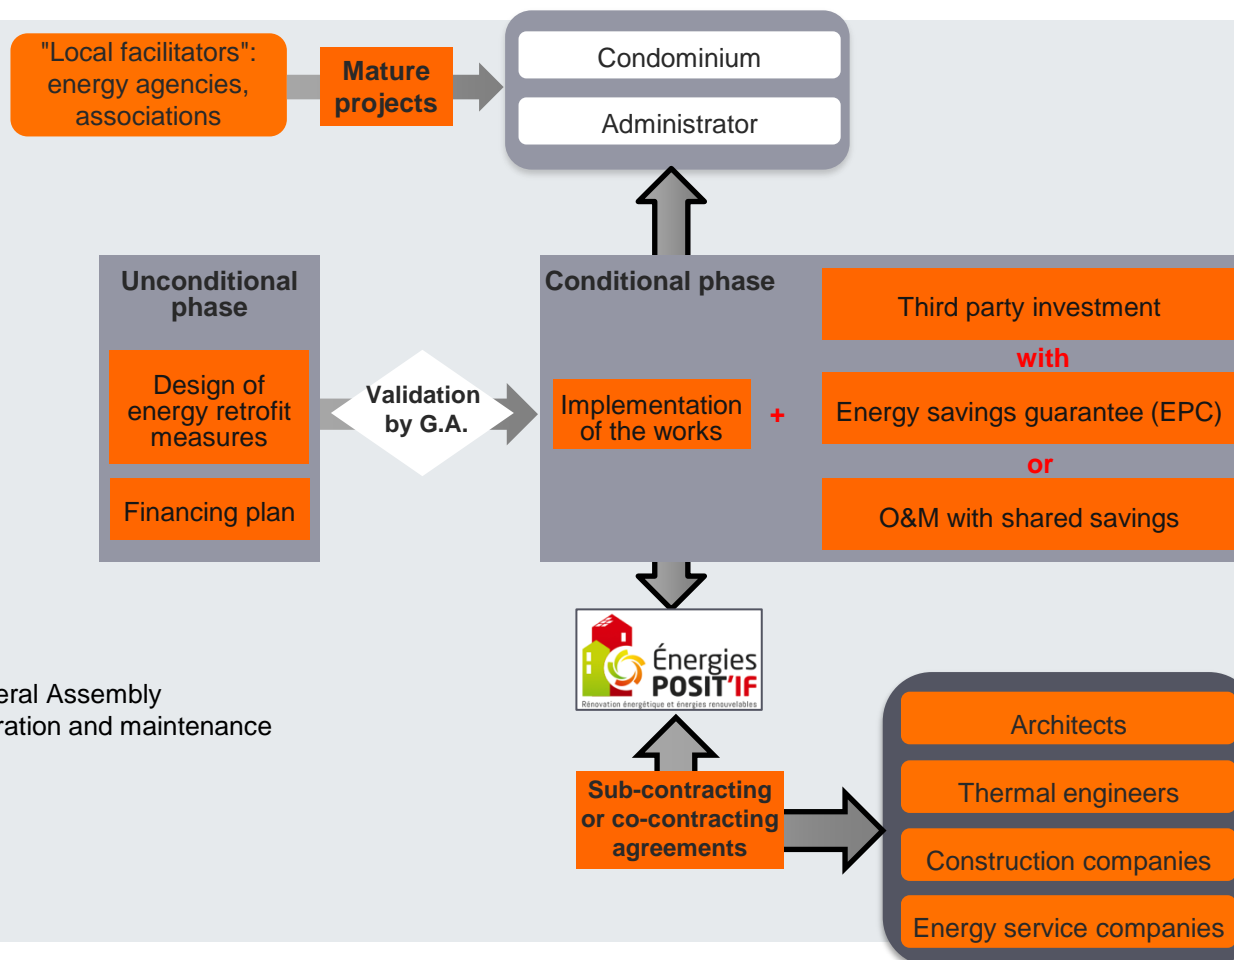 "Local facilitators":
energy agencies,
associations
Mature
projects
Condominium
Administrator
Unconditional
phase
Design of
energy retrofit
measures
Financing plan
Validation
by G.A.
Conditional phase
Implementation
of the works
+
Third party investment
with
Energy savings guarantee (EPC)
or
O&M with shared savings
Énergies
POSIT'IF
Rénovation énergétique et énergies renouvelables
eral Assembly
ration and maintenance
Sub-contracting
or co-contracting
agreements
Architects
Thermal engineers
Construction companies
Energy service companies